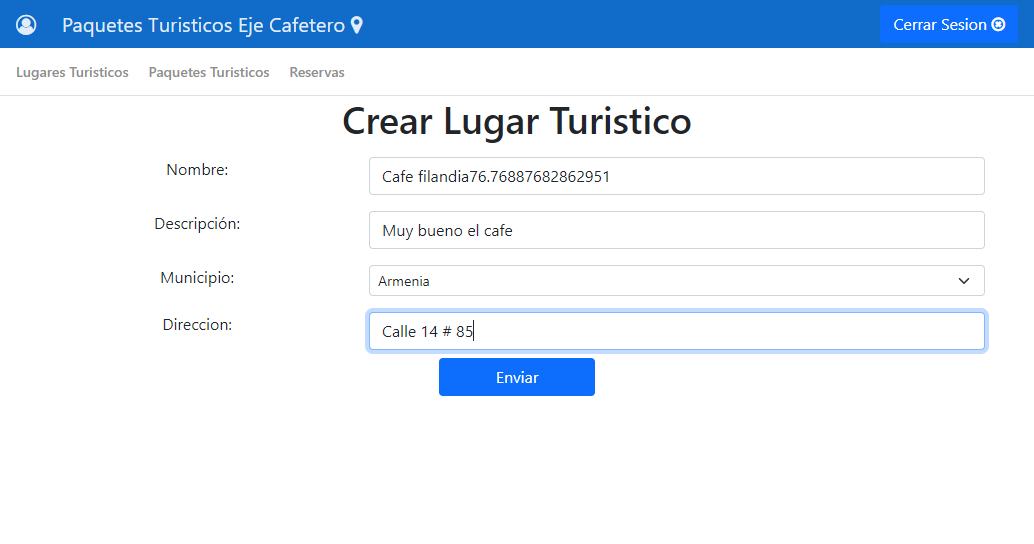 Paquetes Turisticos Eje Cafetero
Cerrar Sesion
Lugares Turisticos Paquetes Turisticos Reservas
Crear Lugar Turistico
Nombre: Cafe filandia76.76887682862951
Descripción: Muy bueno el cafe
Municipio: Armenia
Direccion: Calle 14 # 85
Enviar